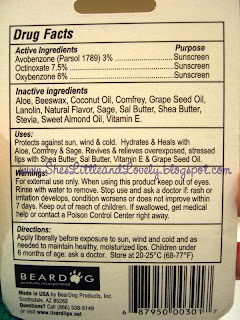 Drug Facts
Active Ingredients Purpose
Avobenzone (Parsol 1789) 3% Sunscreen
Octinoxate 7.5% Sunscreen
Oxybenzone 6% Sunscreen
Inactive ingredients
Aloe, Beeswax, Coconut Oil, Comfrey, Grape Seed Oil,
Lanolin, Natural Flavor, Sage, Sal Butter, Shea Butter,
Stevia, Sweet Almond Oil, Vitamin E.
Uses:
Protects against sun, wind & cold. Hydrates & Heals with
Aloe, Comfrey & Sage. Revives & relieves overexposed, stressed
lips with Shea Butter, Sal Butter, Vitamin E & Grape Seed Oil.
www.ShesLittleandLovely.blogspot.com
Warnings:
For external use only. When using this product keep out of eyes.
Rinse with water to remove. Stop use and ask a doctor if rash or
irritation develops, condition worsens or does not improve within
7 days. Keep out of reach of children. If swallowed, get medical
help or contact a Poison Control Center right away.
Directions:
Apply liberally before exposure to sun, wind and cold and as
needed to maintain healthy, moisturized lips. Children under
6 months of age: ask a doctor. Store at 20-25°C (68-77°F)
BEARDOG
Made in USA by BearDog Products, Inc.
Scottsdale, AZ 85262
Questions? Call (480) 538-5149
or visit www.lizardlips.net
6 87950 00301